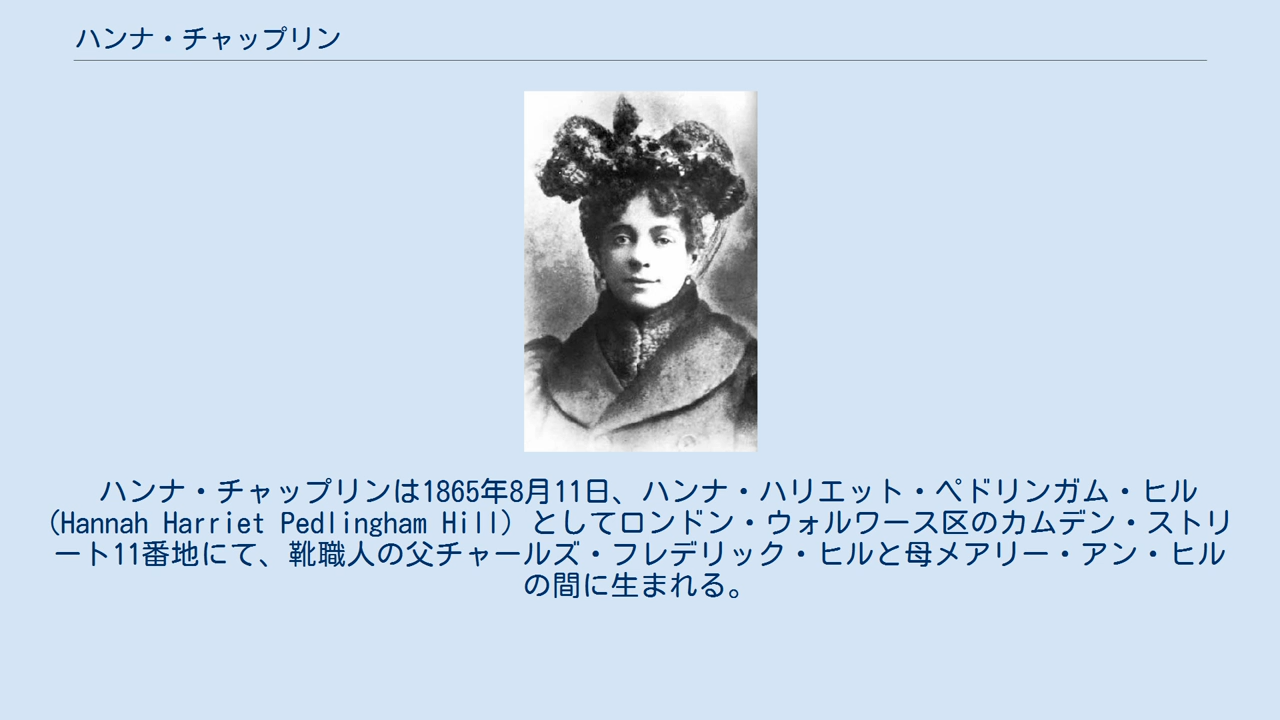 ハンナ・チャップリン
ハンナ・チャップリンは1865年8月11日、ハンナ・ハリエット・ペドリンガム・ヒル
(Hannah Harriet Pedlingham Hill) としてロンドン・ウォルワース区のカムデン・ストリ
ート11番地にて、靴職人の父チャールズ・フレデリック・ヒルと母メアリー・アン・ヒル
の間に生まれる。